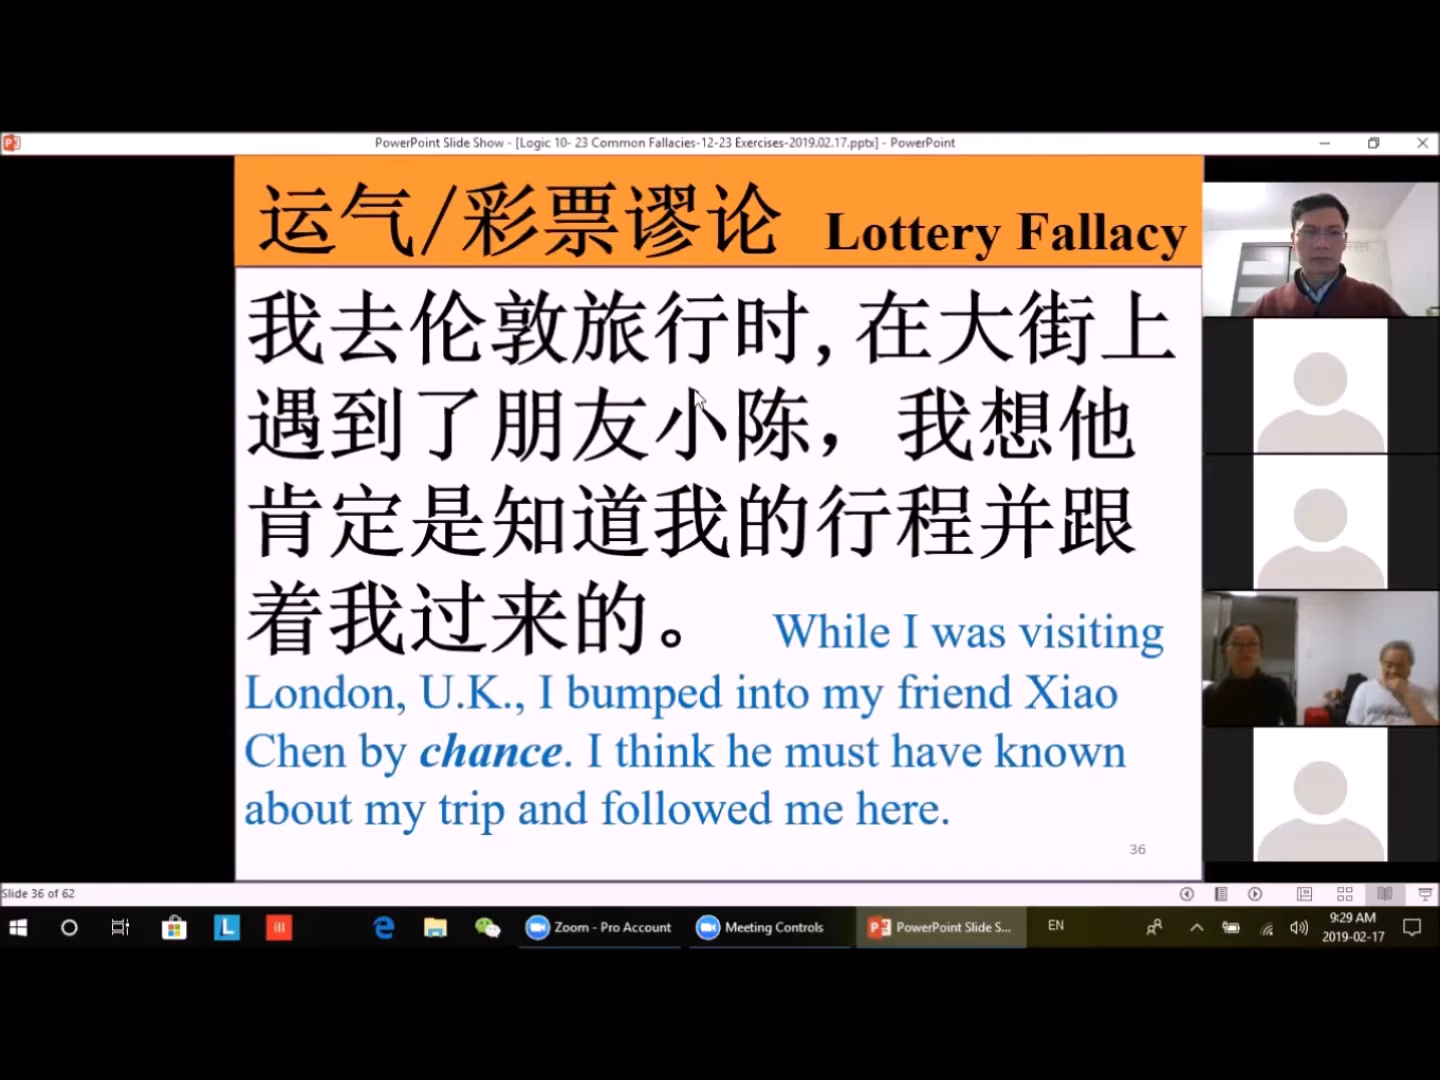 PowerPoint Slide Show - [Logic 10- 23 Common Fallacies-12-23 Exercises-2019.02.17.pptx] - PowerPoint
运气/彩票谬论 Lottery Fallacy
我去伦敦旅行时,在大街上
遇到了朋友小陈，我想他
肯定是知道我的行程并跟
着我过来的。 While I was visiting
London, U.K., I bumped into my friend Xiao
Chen by chance. I think he must have known
about my trip and followed me here.
36
Slide 36 of 62
Zoom - Pro Account
Meeting Controls
PowerPoint Slide S...
EN
9:29 AM
2019-02-17